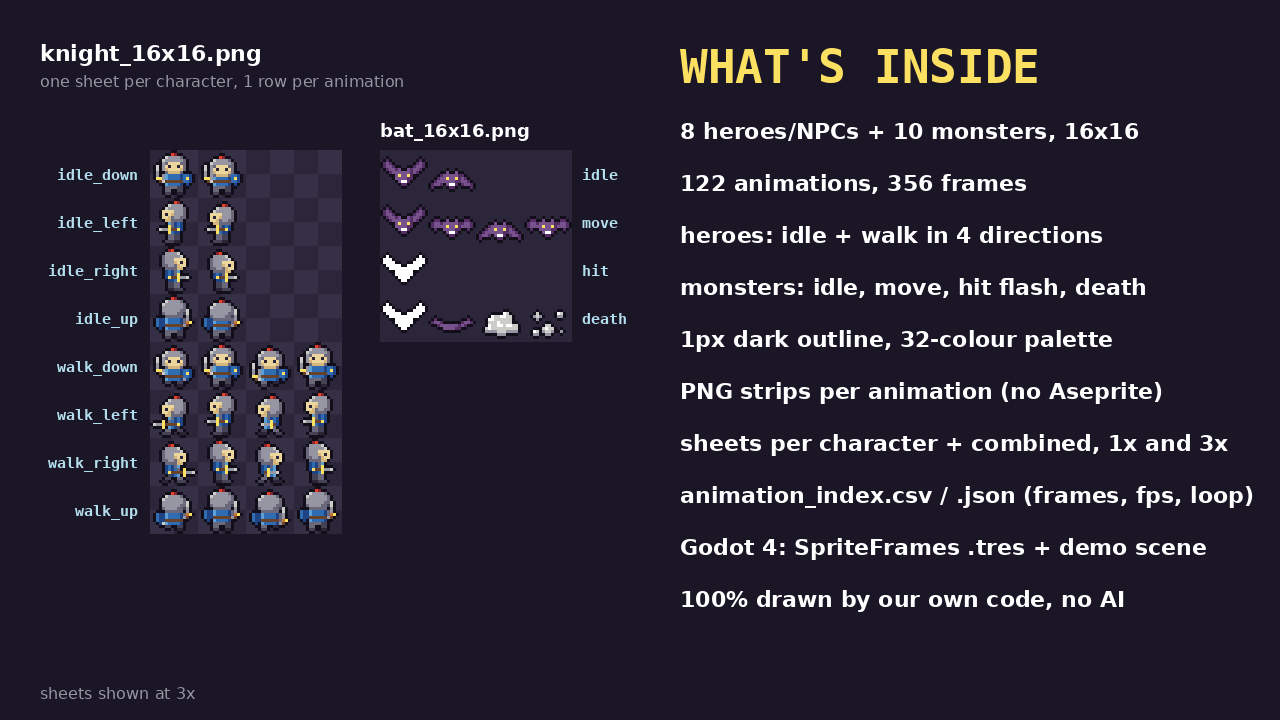 knight_16x16.png
one sheet per character, 1 row per animation
idle_down
idle_left
idle_right
idle_up
walk_down
walk_left
walk_right
walk_up
bat_16x16.png
idle
move
hit
death
sheets shown at 3x
WHAT'S INSIDE
8 heroes/NPCs + 10 monsters, 16x16
122 animations, 356 frames
heroes: idle + walk in 4 directions
monsters: idle, move, hit flash, death
1px dark outline, 32-colour palette
PNG strips per animation (no Aseprite)
sheets per character + combined, 1x and 3x
animation_index.csv / .json (frames, fps, loop)
Godot 4: SpriteFrames .tres + demo scene
100% drawn by our own code, no AI